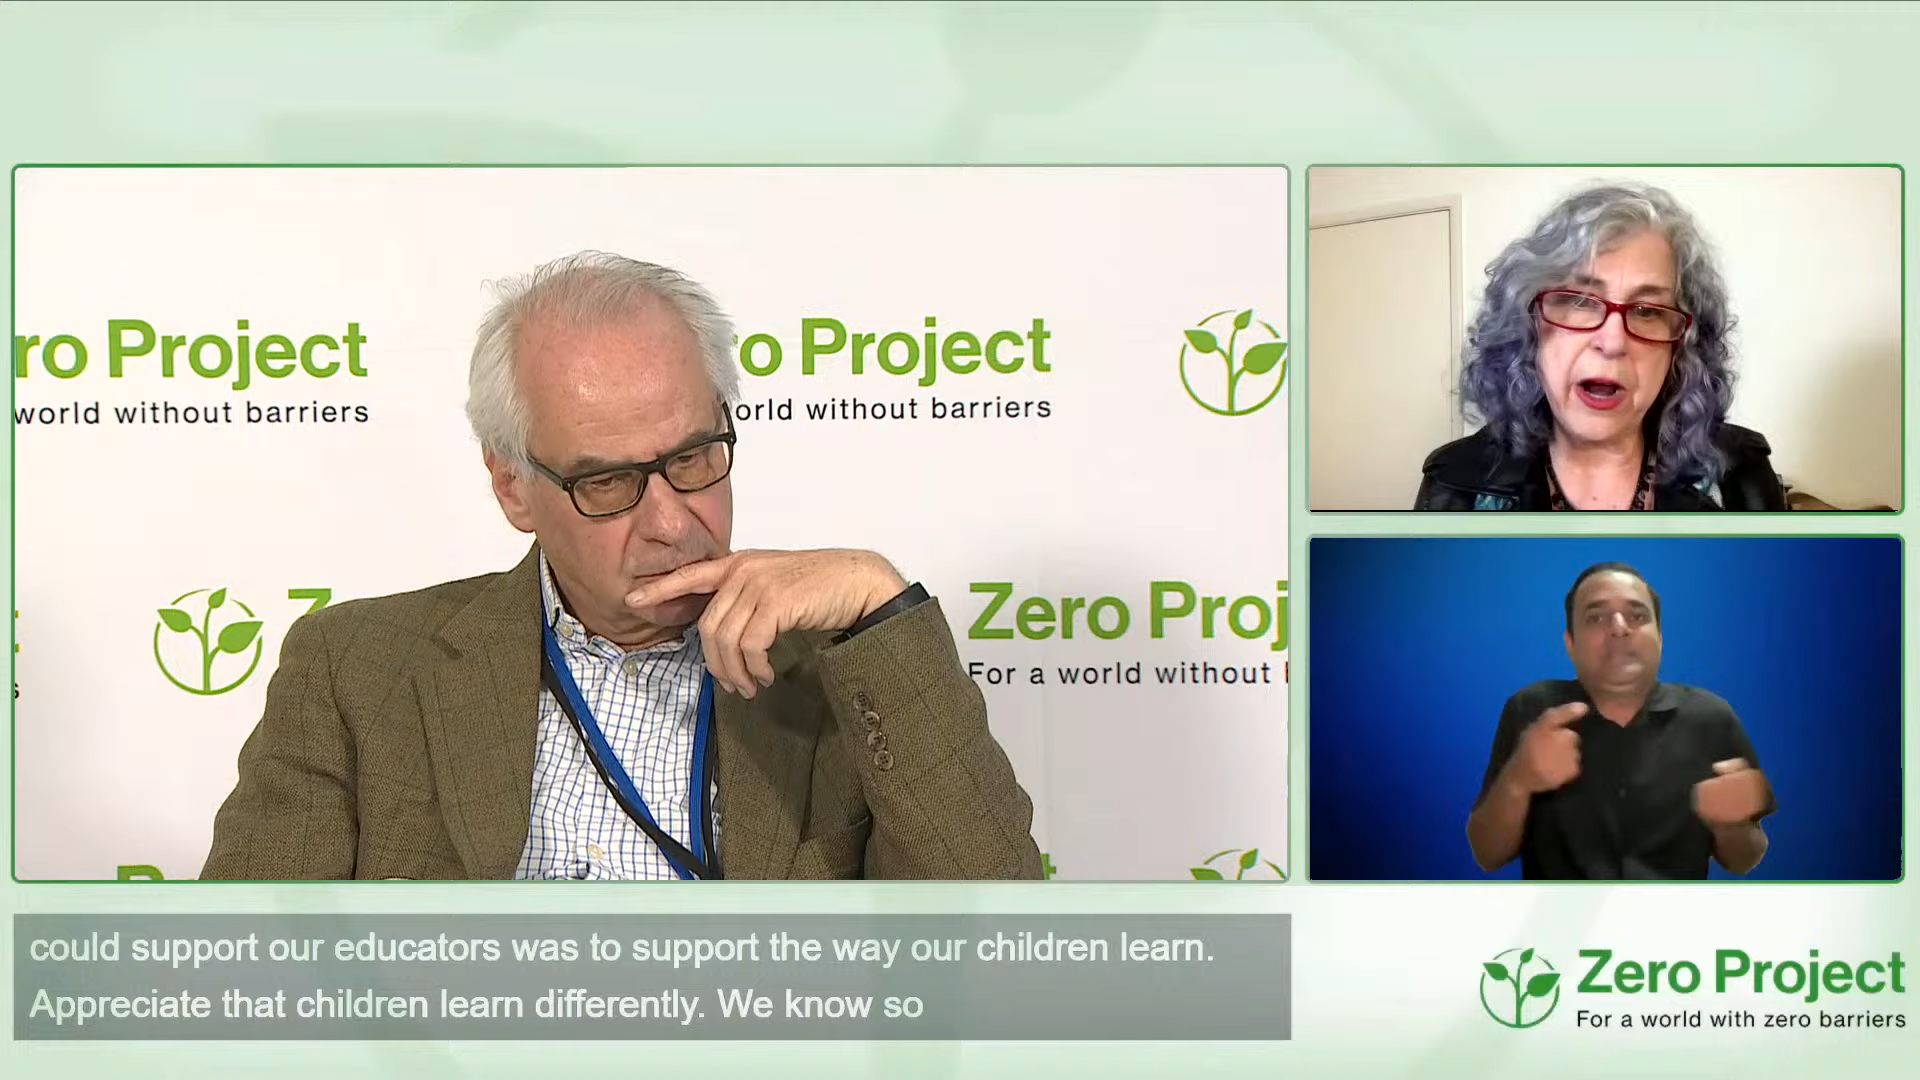 ro Project
world without barriers
ro Project
orld without barriers
Zero Proj
For a world without
could support our educators was to support the way our children learn.
Appreciate that children learn differently. We know so
Zero Project
For a world with zero barriers